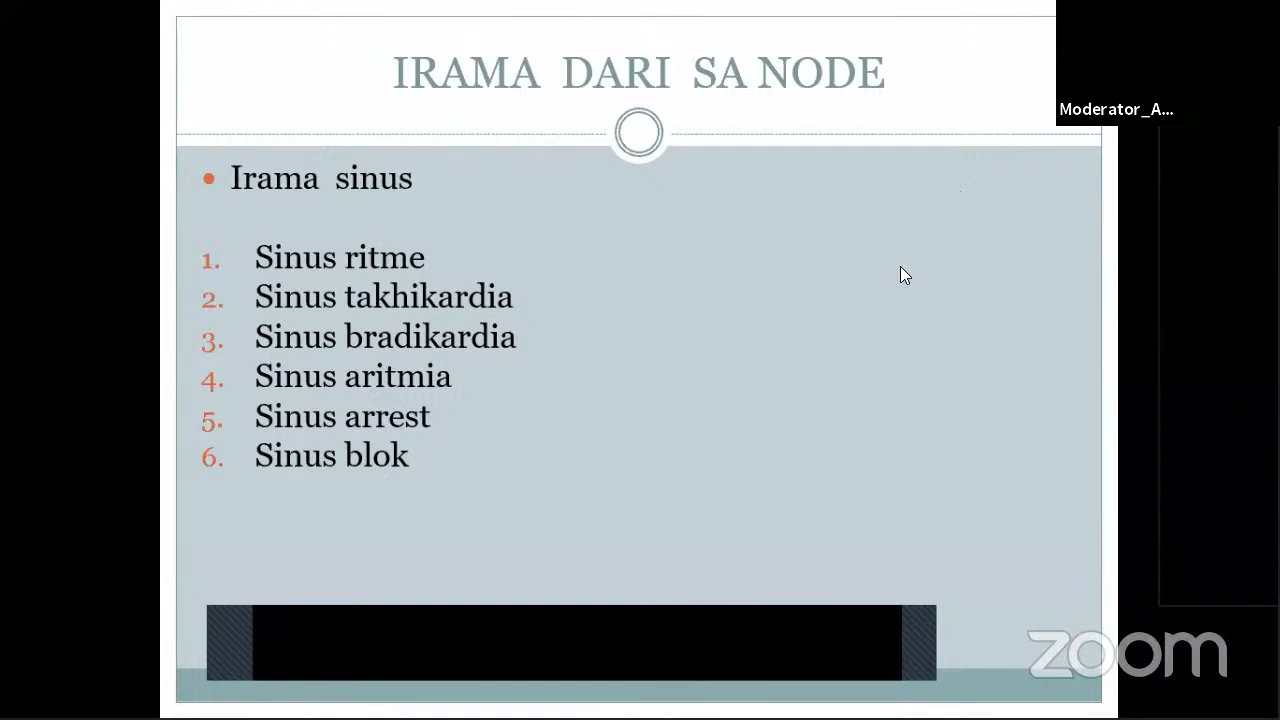 IRAMA DARI SA NODE
Moderator_A...
• Irama sinus
1. Sinus ritme
2. Sinus takhikardia
3. Sinus bradikardia
4. Sinus aritmia
5. Sinus arrest
6. Sinus blok
zoom